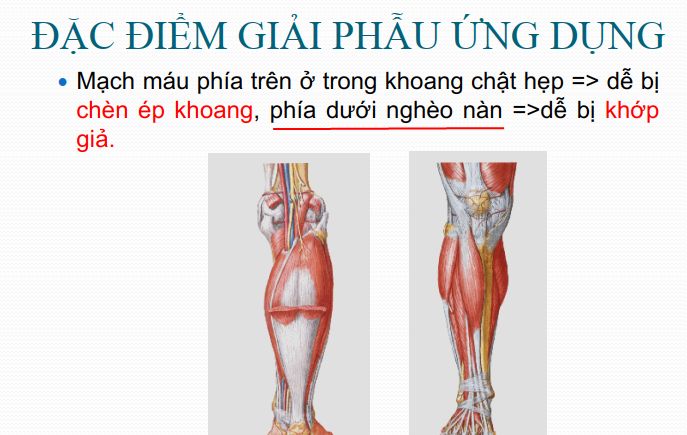 ĐẶC ĐIỂM GIẢI PHẪU ỨNG DỤNG
• Mạch máu phía trên ở trong khoang chật hẹp => dễ bị
chèn ép khoang, phía dưới nghèo nàn =>dễ bị khớp
giả.